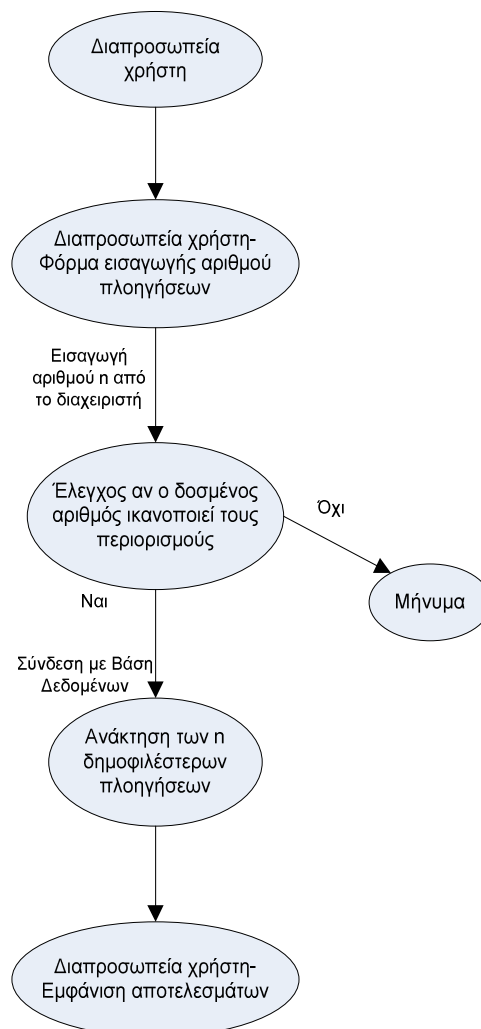 Διαπροσωπεία
χρήστη
Διαπροσωπεία χρήστη-
Φόρμα εισαγωγής αριθμού
πλοηγήσεων
Εισαγωγή
αριθμού n από
το διαχειριστή
Έλεγχος αν ο δοσμένος
αριθμός ικανοποιεί τους
περιορισμούς
Όχι
Μήνυμα
Ναι
Σύνδεση με Βάση
Δεδομένων
Ανάκτηση των n
δημοφιλέστερων
πλοηγήσεων
Διαπροσωπεία χρήστη-
Εμφάνιση αποτελεσμάτων